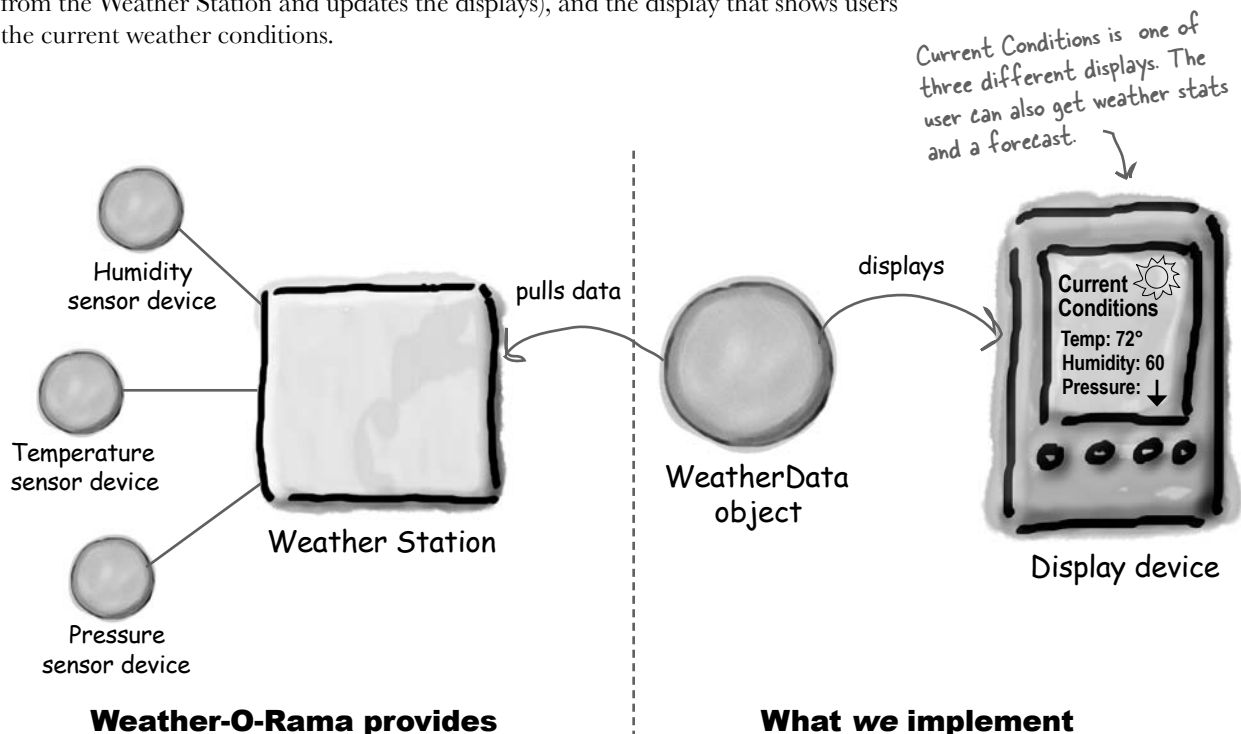 from the Weather Station and updates the displays), and the display that shows users
the current weather conditions.
Current Conditions is one of
three different displays. The
user can also get weather stats
and a forecast.
Humidity
sensor device
Temperature
sensor device
Pressure
sensor device
Weather Station
pulls data
WeatherData
object
displays
Current
Conditions
Temp: 72°
Humidity: 60
Pressure:
Display device
Weather-O-Rama provides
What we implement